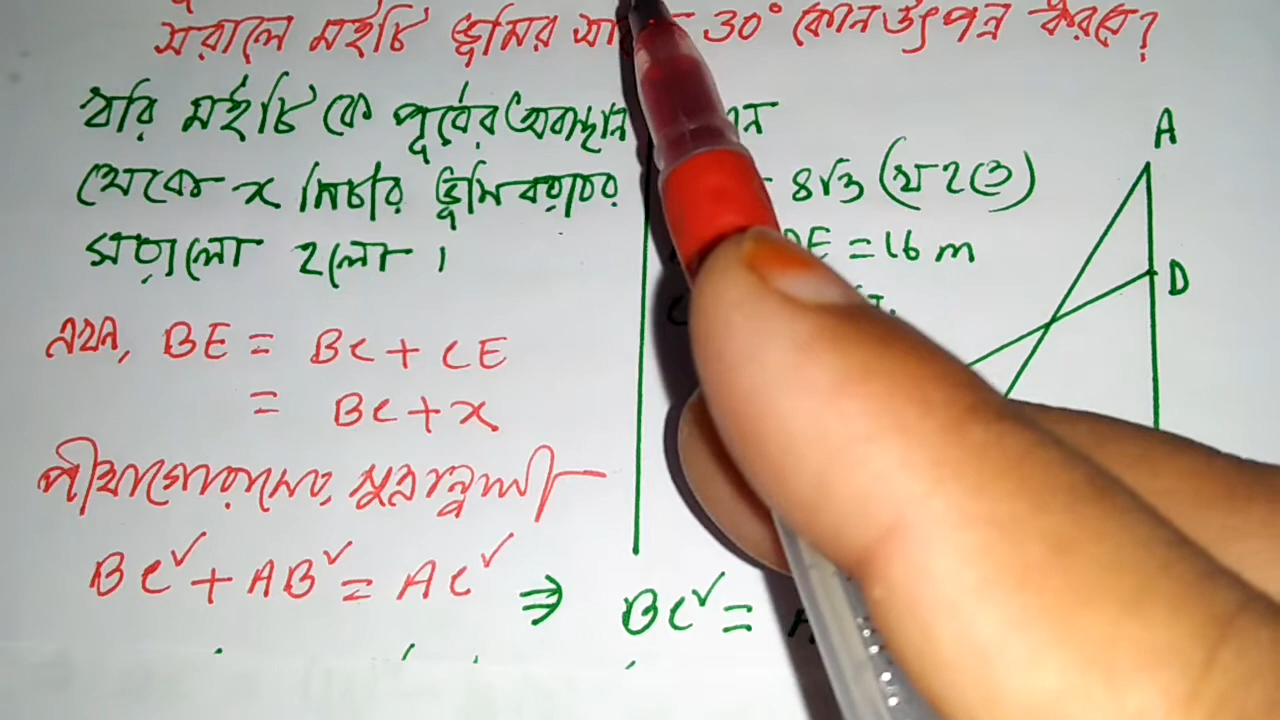 সরালে মইটি ভূমির 30° কোন উৎপন্ন করবে?
ধরি মইটি কে পূর্বের অবস্থান
থেকে x মিটার ভূমি বরাবর
সরালো হলো।
এখন, BE = BC + CE
= BC + x
পীথাগোরাসের সূত্রানুযায়ী
BC² + AB² = AC² ⇒ BC² =
8√3 (খ হতে)
DE = 16 m
A
D